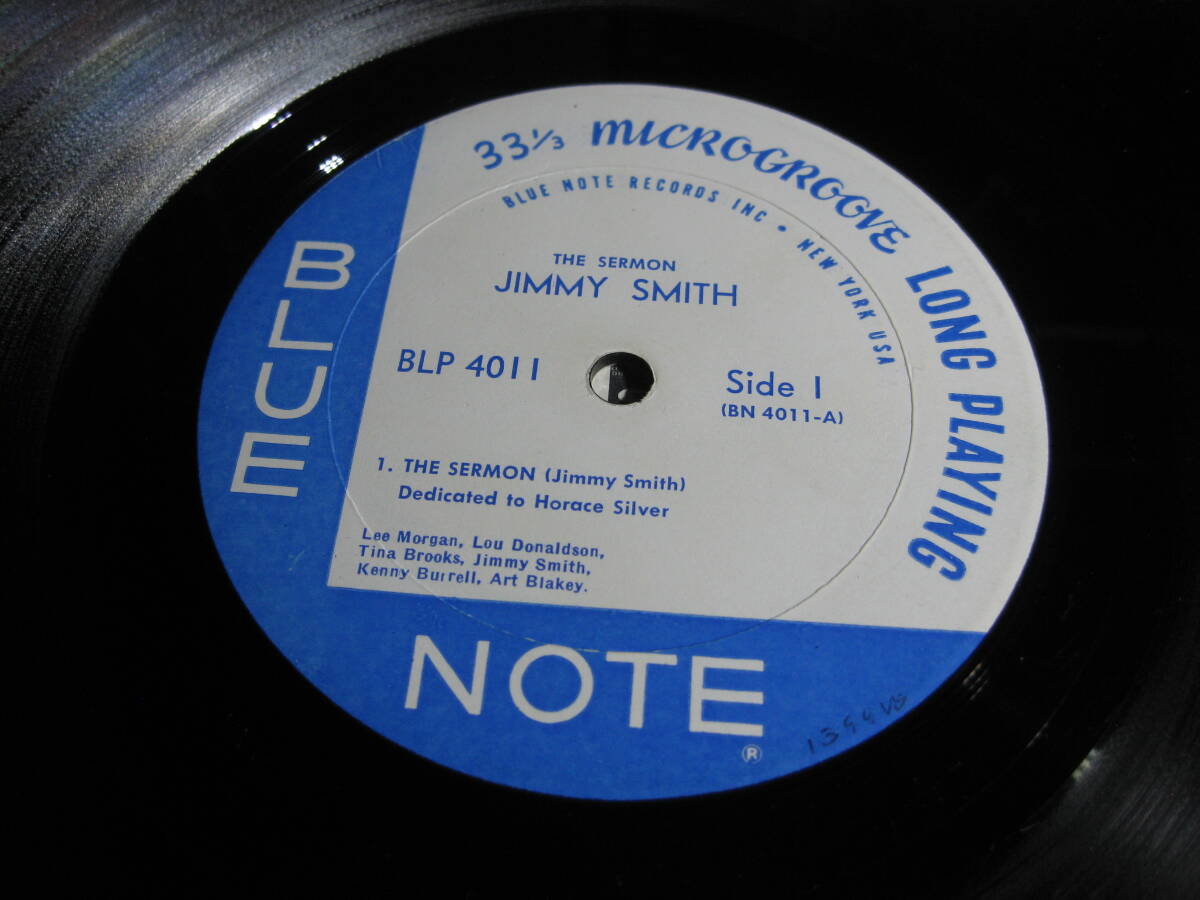 33⅓ MICROGROOVE LONG PLAYING
BLUE NOTE RECORDS INC • NEW YORK USA
THE SERMON
JIMMY SMITH
BLP 4011
Side 1
(BN 4011-A)
1. THE SERMON (Jimmy Smith)
Dedicated to Horace Silver
Lee Morgan, Lou Donaldson,
Tina Brooks, Jimmy Smith,
Kenny Burrell, Art Blakey.
BLUE
NOTE
®